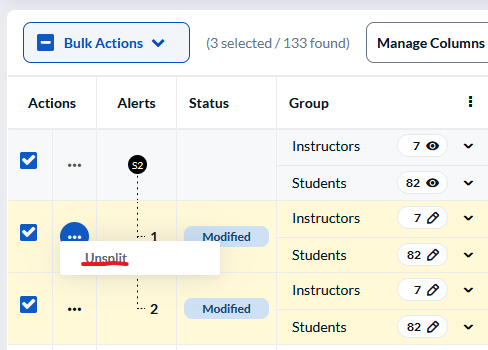 Bulk Actions (3 selected / 133 found) Manage Columns
Actions Alerts Status Group
Instructors 7
S2
Students 82
Instructors 7
1 Modified
Unsplit
Students 82
Instructors 7
2 Modified
Students 82